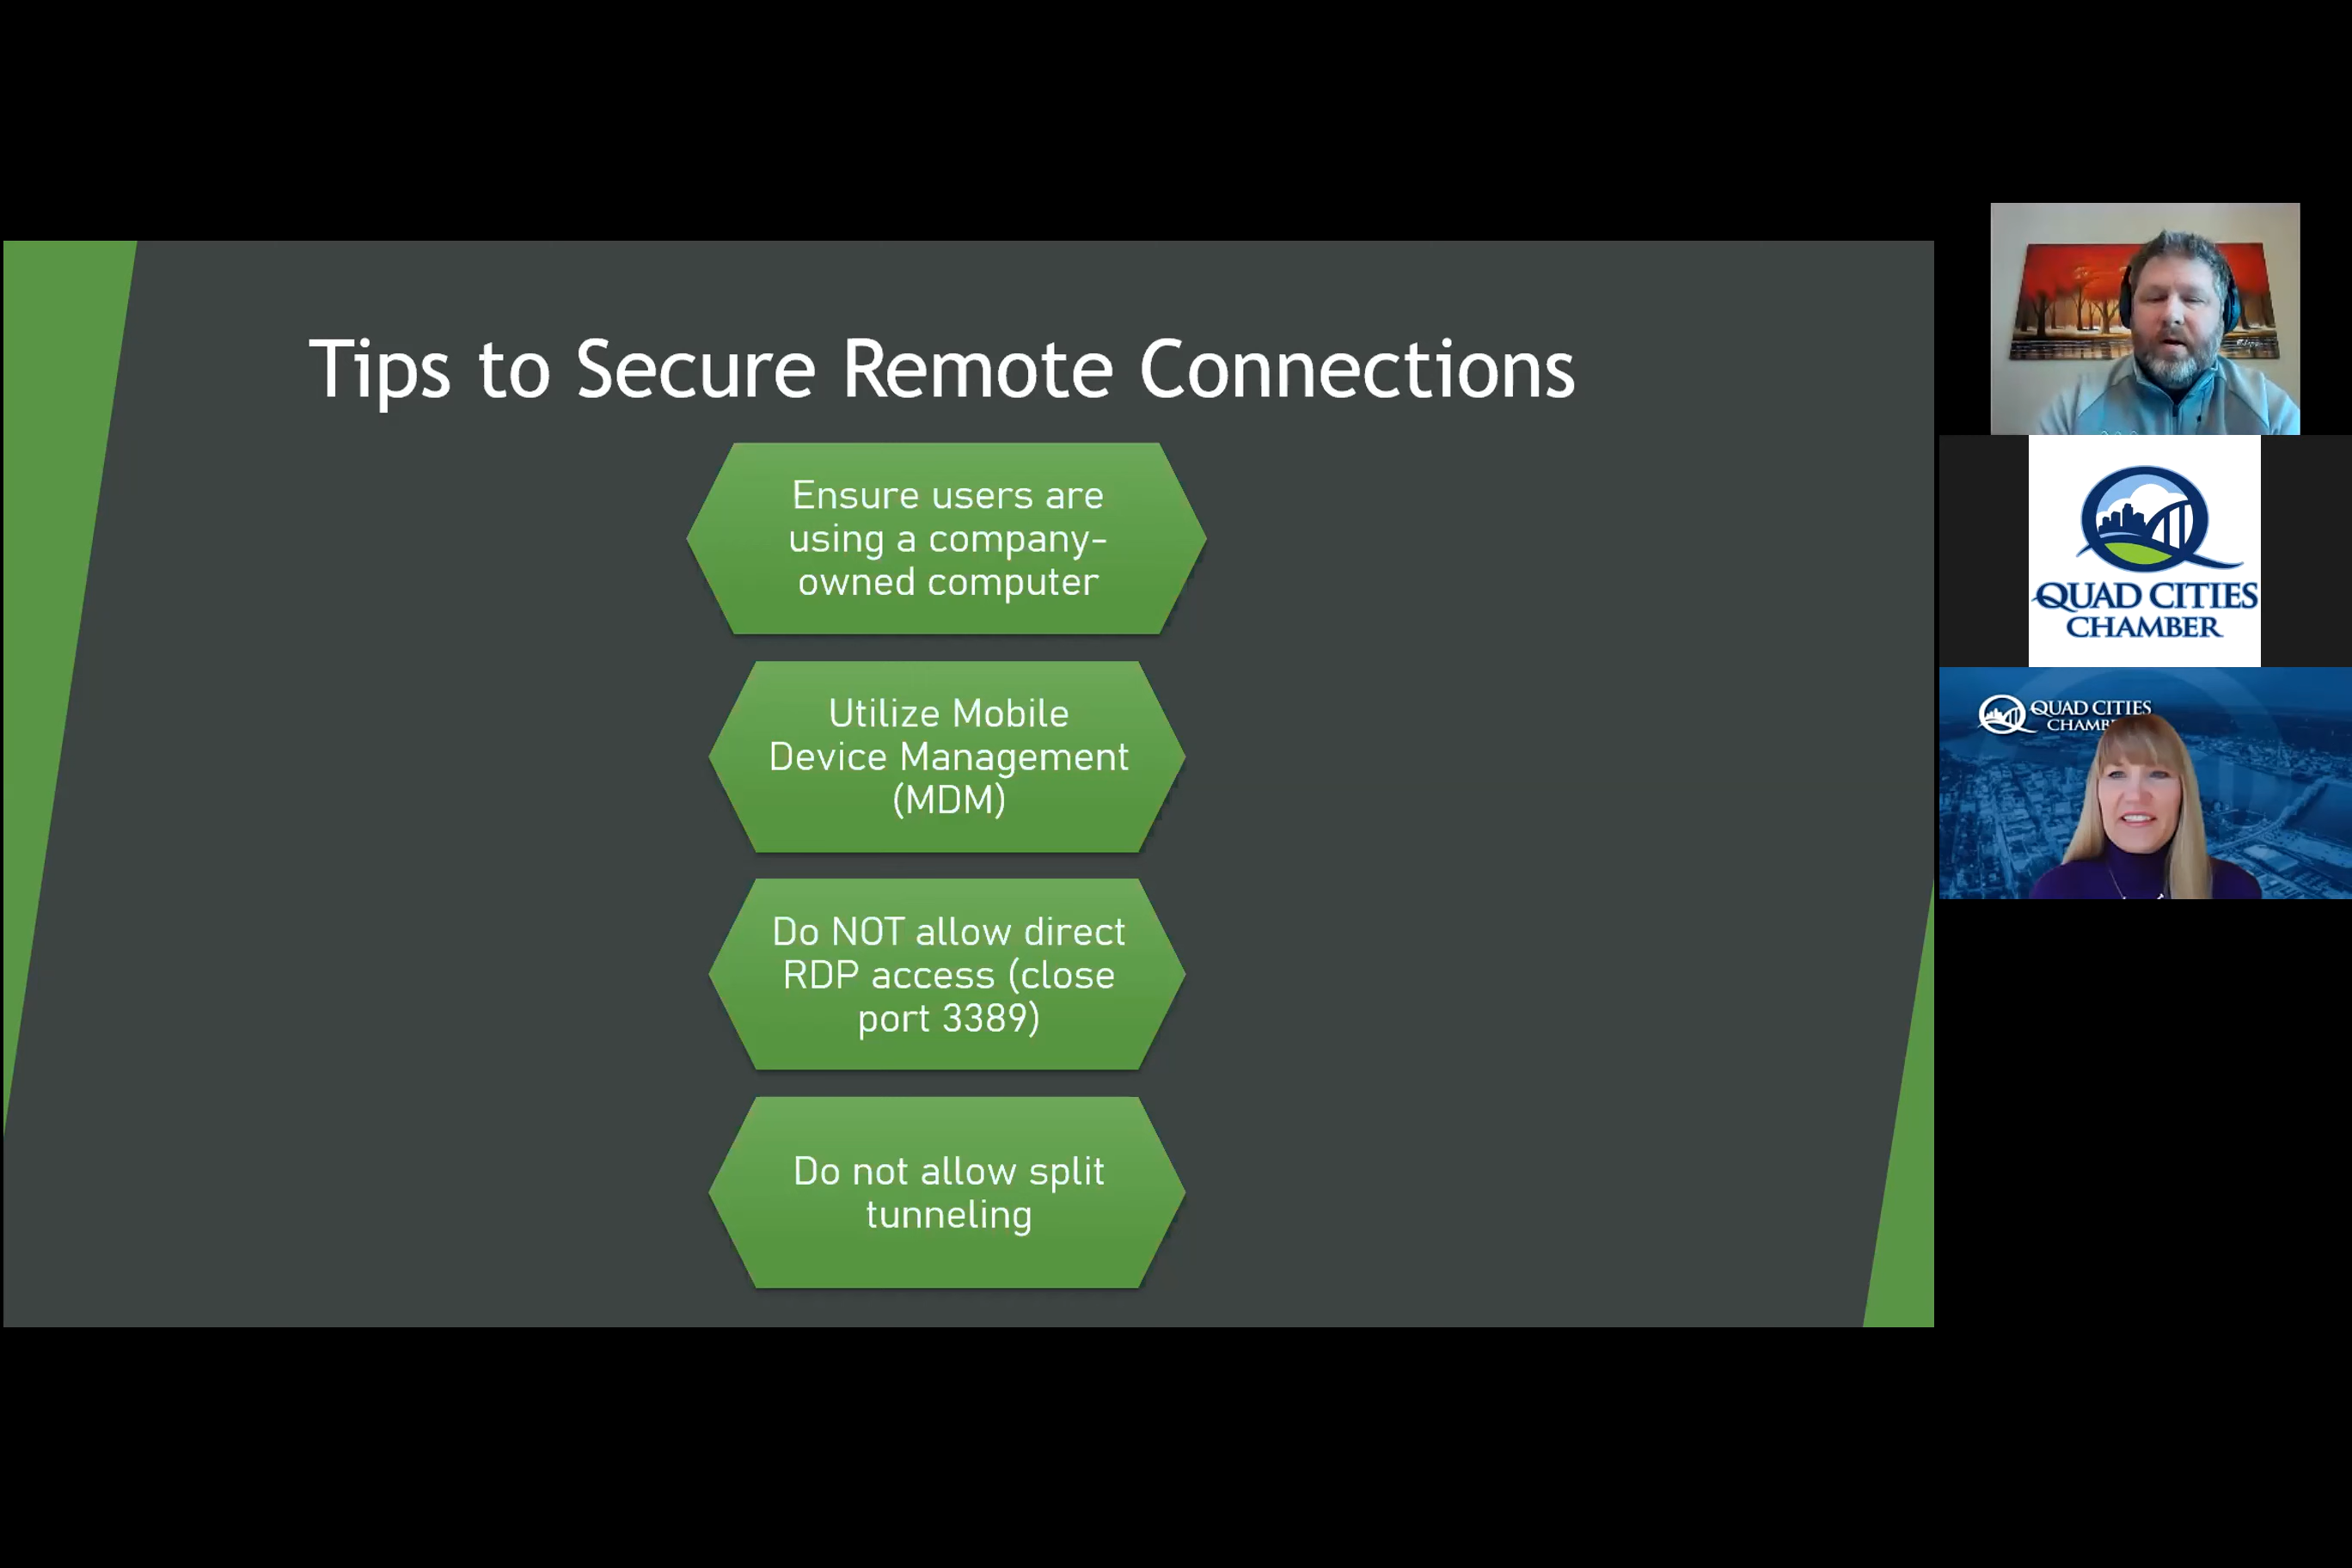 Tips to Secure Remote Connections
Ensure users are
using a company-
owned computer
Utilize Mobile
Device Management
(MDM)
Do NOT allow direct
RDP access (close
port 3389)
Do not allow split
tunneling
QUAD CITIES
CHAMBER
QUAD CITIES